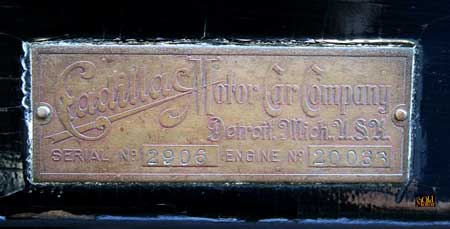 Cadillac Motor Car Company
Detroit, Mich. U.S.A.
SERIAL Nº 2906 ENGINE Nº 20033